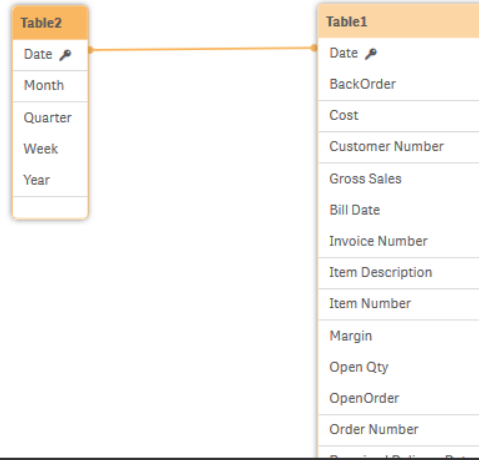 Table2
Date
Month
Quarter
Week
Year
Table1
Date
BackOrder
Cost
Customer Number
Gross Sales
Bill Date
Invoice Number
Item Description
Item Number
Margin
Open Qty
OpenOrder
Order Number